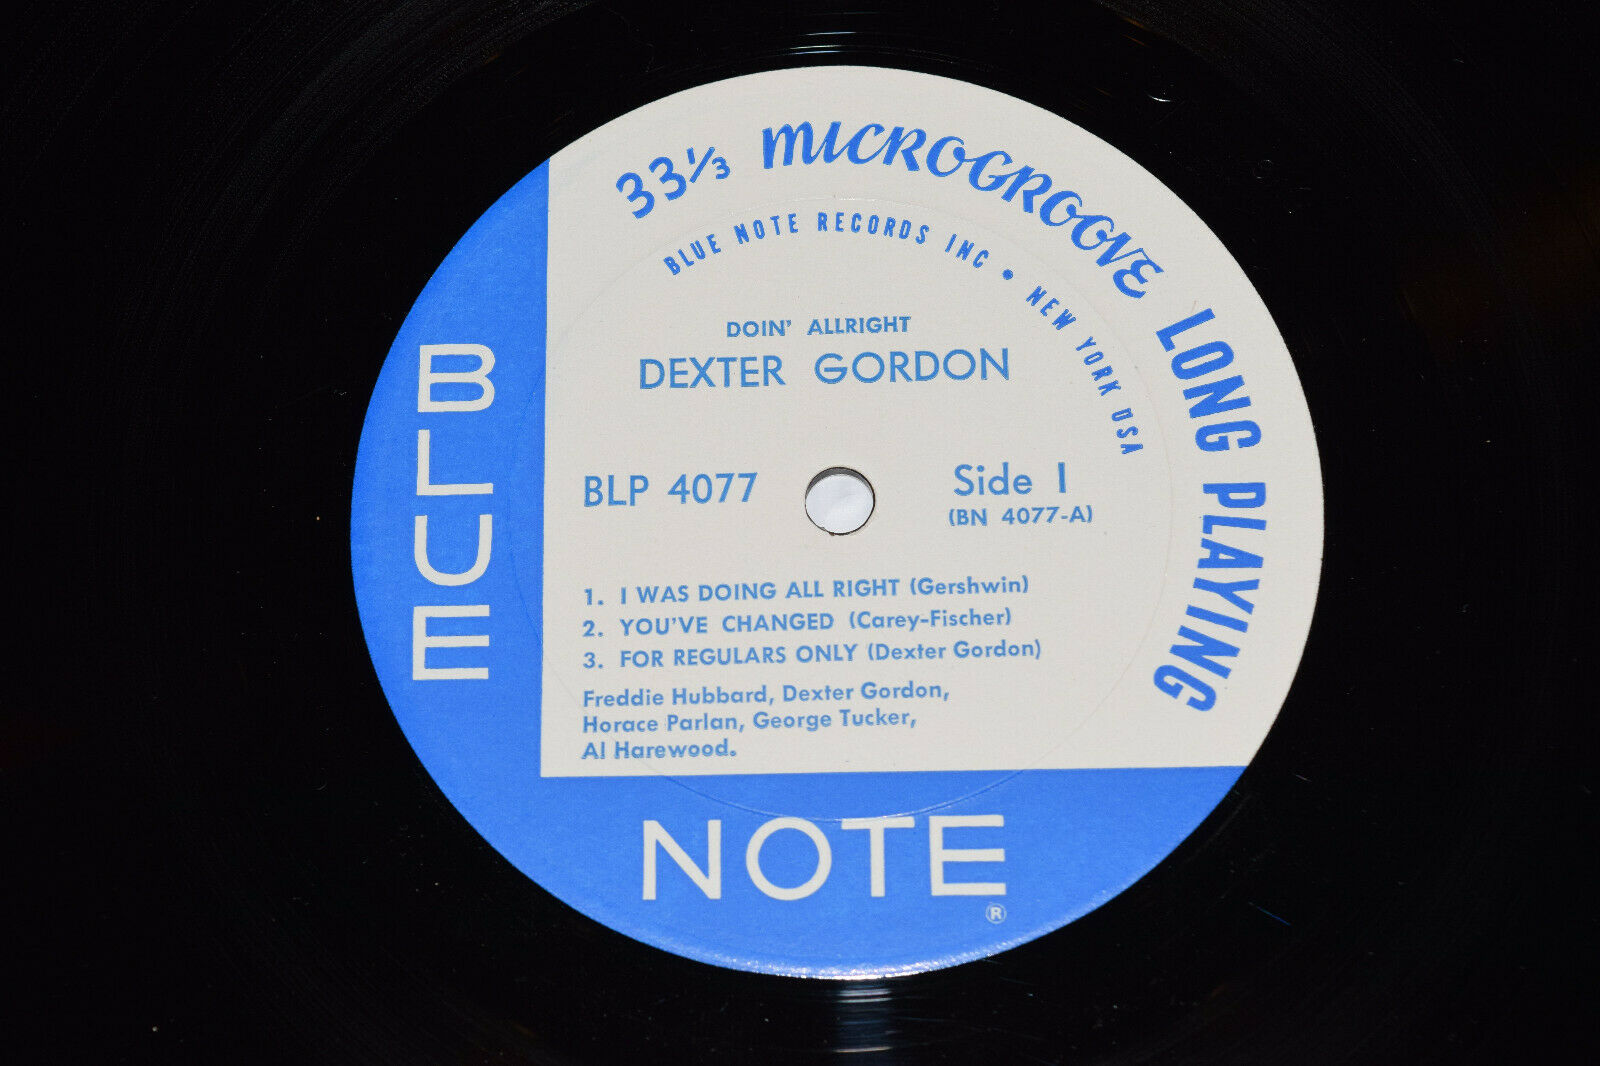 33⅓ MICROGROOVE LONG PLAYING
BLUE NOTE RECORDS INC • NEW YORK USA
DOIN' ALLRIGHT
DEXTER GORDON
BLP 4077
Side 1
(BN 4077-A)
1. I WAS DOING ALL RIGHT (Gershwin)
2. YOU'VE CHANGED (Carey-Fischer)
3. FOR REGULARS ONLY (Dexter Gordon)
Freddie Hubbard, Dexter Gordon,
Horace Parlan, George Tucker,
Al Harewood.
BLUE
NOTE
®